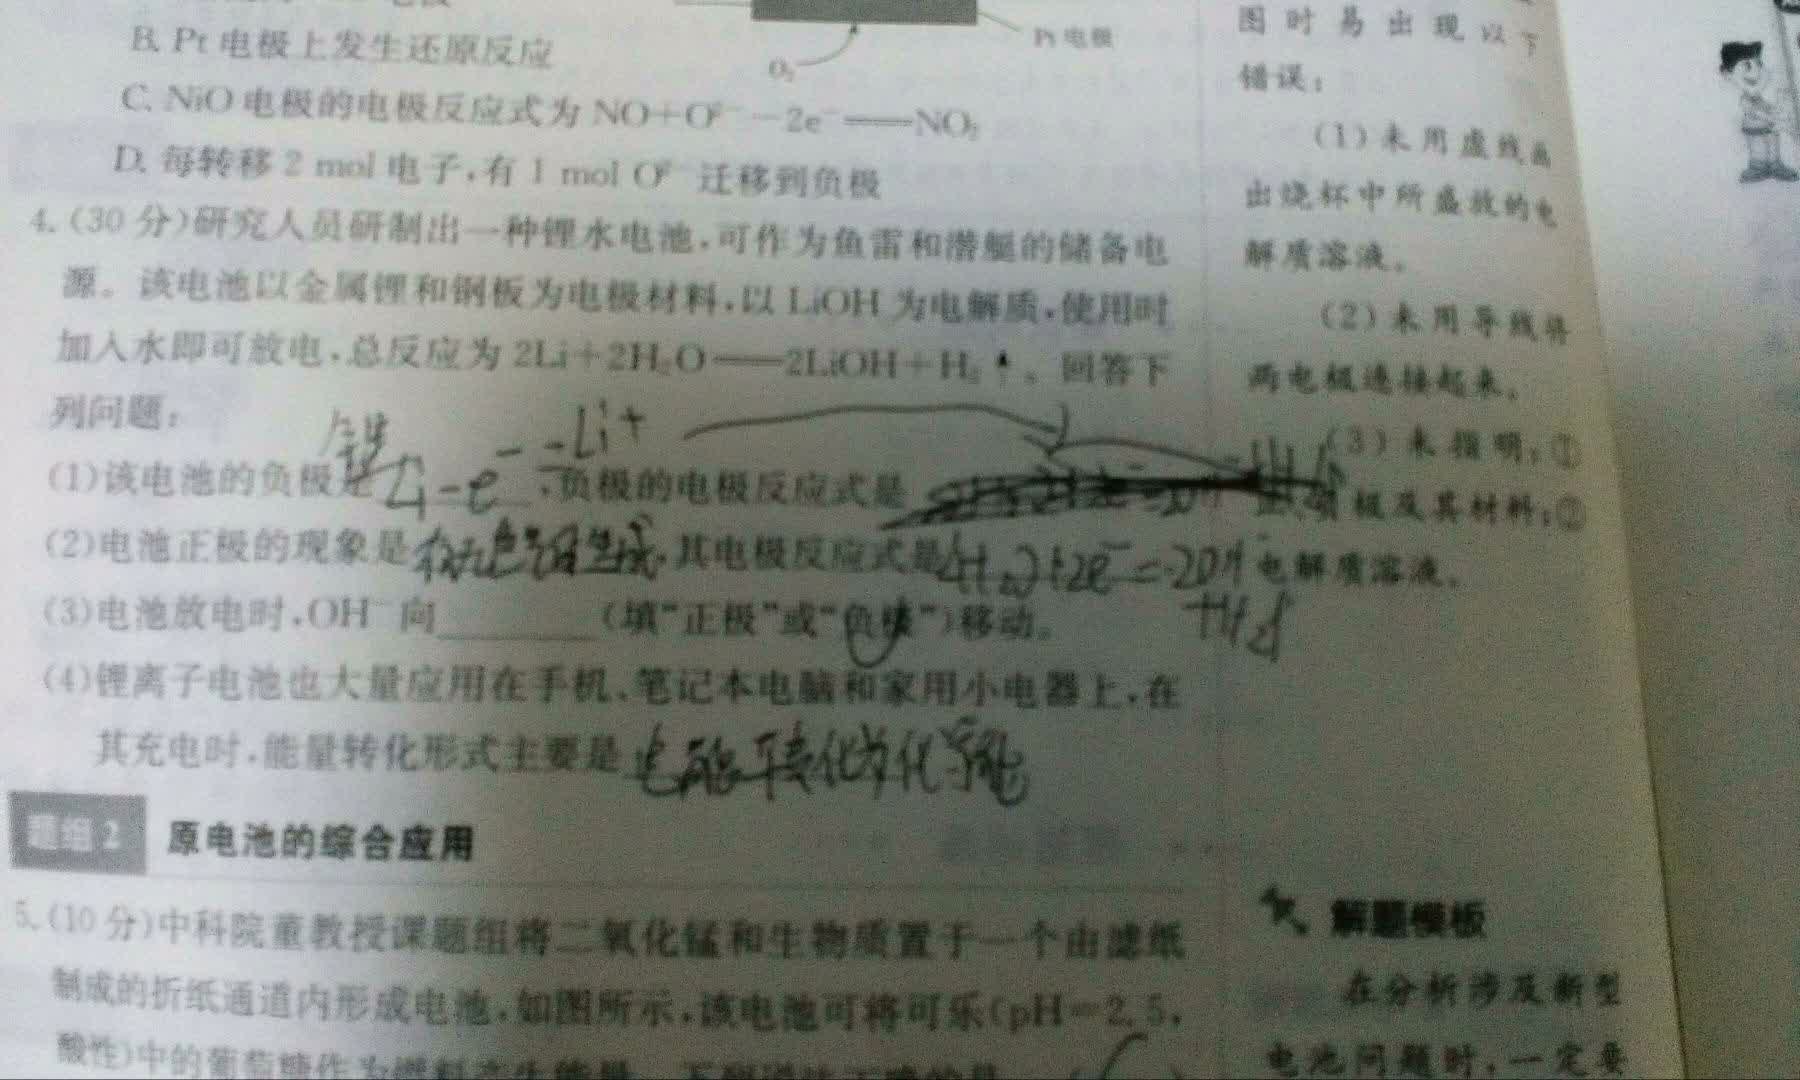 B. Pt 电极上发生还原反应
O₂
Pt 电极
C. NiO 电极的电极反应式为 NO+O²⁻−2e⁻══NO₂
D. 每转移 2 mol 电子,有 1 mol O²⁻ 迁移到负极
4. (30 分)研究人员研制出一种锂水电池,可作为鱼雷和潜艇的储备电
源。该电池以金属锂和钢板为电极材料,以 LiOH 为电解质,使用时
加入水即可放电,总反应为 2Li+2H₂O══2LiOH+H₂↑。回答下
列问题:
Li−e⁻=Li⁺
(1)该电池的负极是 ,负极的电极反应式是
(2)电池正极的现象是有无色气泡生成,其电极反应式是2H₂O+2e⁻=2OH⁻
+H₂↑
(3)电池放电时,OH⁻ 向________(填“正极”或“负极”)移动。
(4)锂离子电池也大量应用在手机、笔记本电脑和家用小电器上,在
其充电时,能量转化形式主要是电能转化为化学能
题组 2 原电池的综合应用
5. (10 分)中科院董教授课题组将二氧化锰和生物质置于一个由滤纸
制成的折纸通道内形成电池,如图所示,该电池可将可乐(pH=2.5,
酸性)中的葡萄糖作为燃料产生能量。下列说法正确的是
图时易出现以下
错误:
(1)未用虚线画
出烧杯中所盛放的电
解质溶液。
(2)未用导线将
两电极连接起来。
(3)未指明:①
极及其材料;②
电解质溶液。
解题模板
在分析涉及新型
电池问题时,一定要